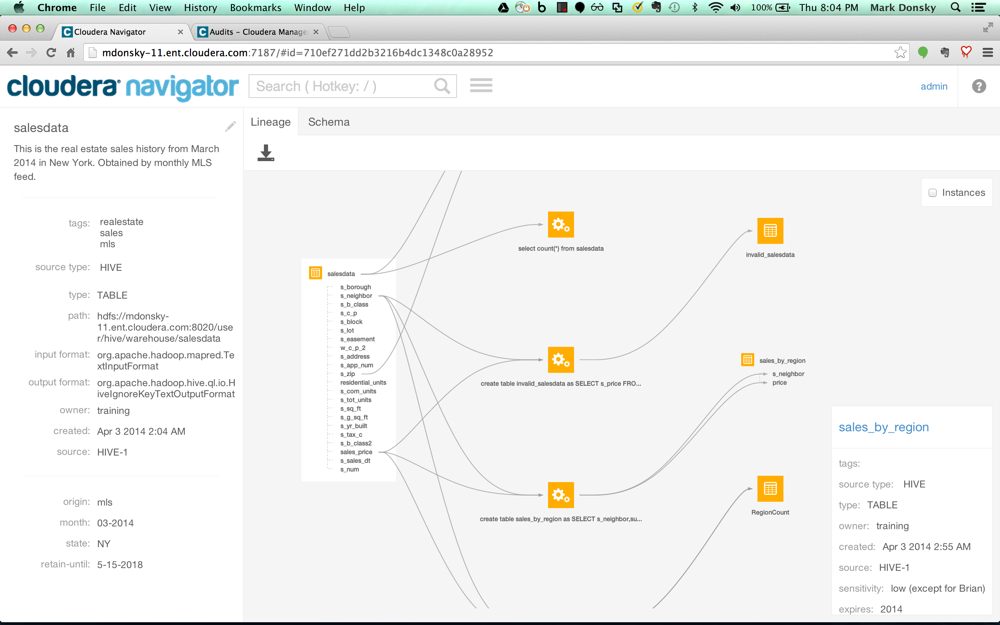 Chrome File Edit View History Bookmarks Window Help 100% Thu 8:04 PM Mark Donsky
Cloudera Navigator
Audits – Cloudera Manage
mdonsky-11.ent.cloudera.com:7187/#id=710ef271dd2b3216b4dc1348c0a28952
cloudera navigator
Search ( Hotkey: / )
admin
?
salesdata
This is the real estate sales history from March
2014 in New York. Obtained by monthly MLS
feed.
tags: realestate
sales
mls
source type: HIVE
type: TABLE
path: hdfs://mdonsky-
11.ent.cloudera.com:8020/use
r/hive/warehouse/salesdata
input format: org.apache.hadoop.mapred.Te
xtInputFormat
output format: org.apache.hadoop.hive.ql.io.H
iveIgnoreKeyTextOutputFormat
owner: training
created: Apr 3 2014 2:04 AM
source: HIVE-1
origin: mls
month: 03-2014
state: NY
retain-until: 5-15-2018
Lineage Schema
Instances
salesdata
s_borough
s_neighbor
s_b_class
s_c_p
s_block
s_lot
s_easement
w_c_p_2
s_address
s_app_num
s_zip
residential_units
s_com_units
s_tot_units
s_sq_ft
s_g_sq_ft
s_yr_built
s_tax_c
s_b_class2
sales_price
s_sales_dt
s_num
select count(*) from salesdata
create table invalid_salesdata as SELECT s_price FRO...
create table sales_by_region as SELECT s_neighbor,su...
invalid_salesdata
sales_by_region
s_neighbor
price
RegionCount
sales_by_region
tags:
source type: HIVE
type: TABLE
owner: training
created: Apr 3 2014 2:55 AM
source: HIVE-1
sensitivity: low (except for Brian)
expires: 2014